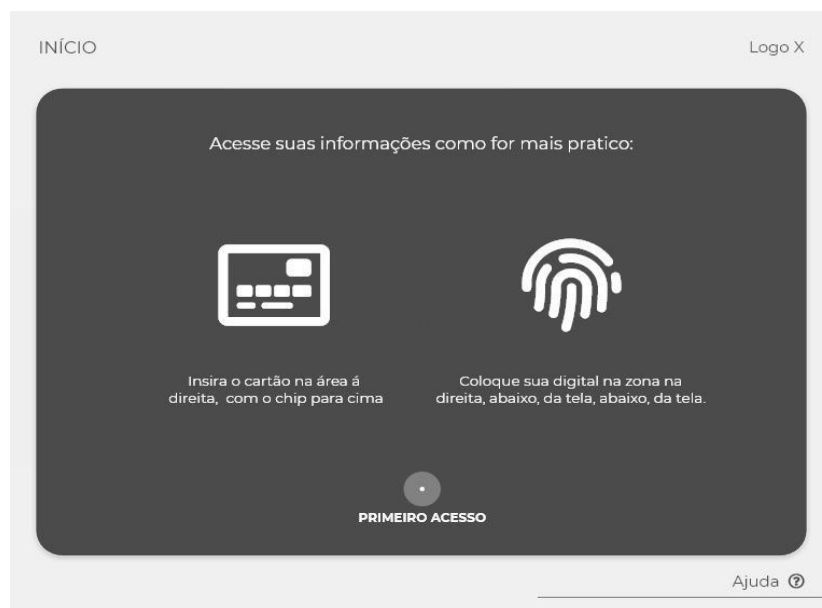 INÍCIO
Logo X
Acesse suas informações como for mais pratico:
Insira o cartão na área á
direita, com o chip para cima
Coloque sua digital na zona na
direita, abaixo, da tela, abaixo, da tela.
PRIMEIRO ACESSO
Ajuda